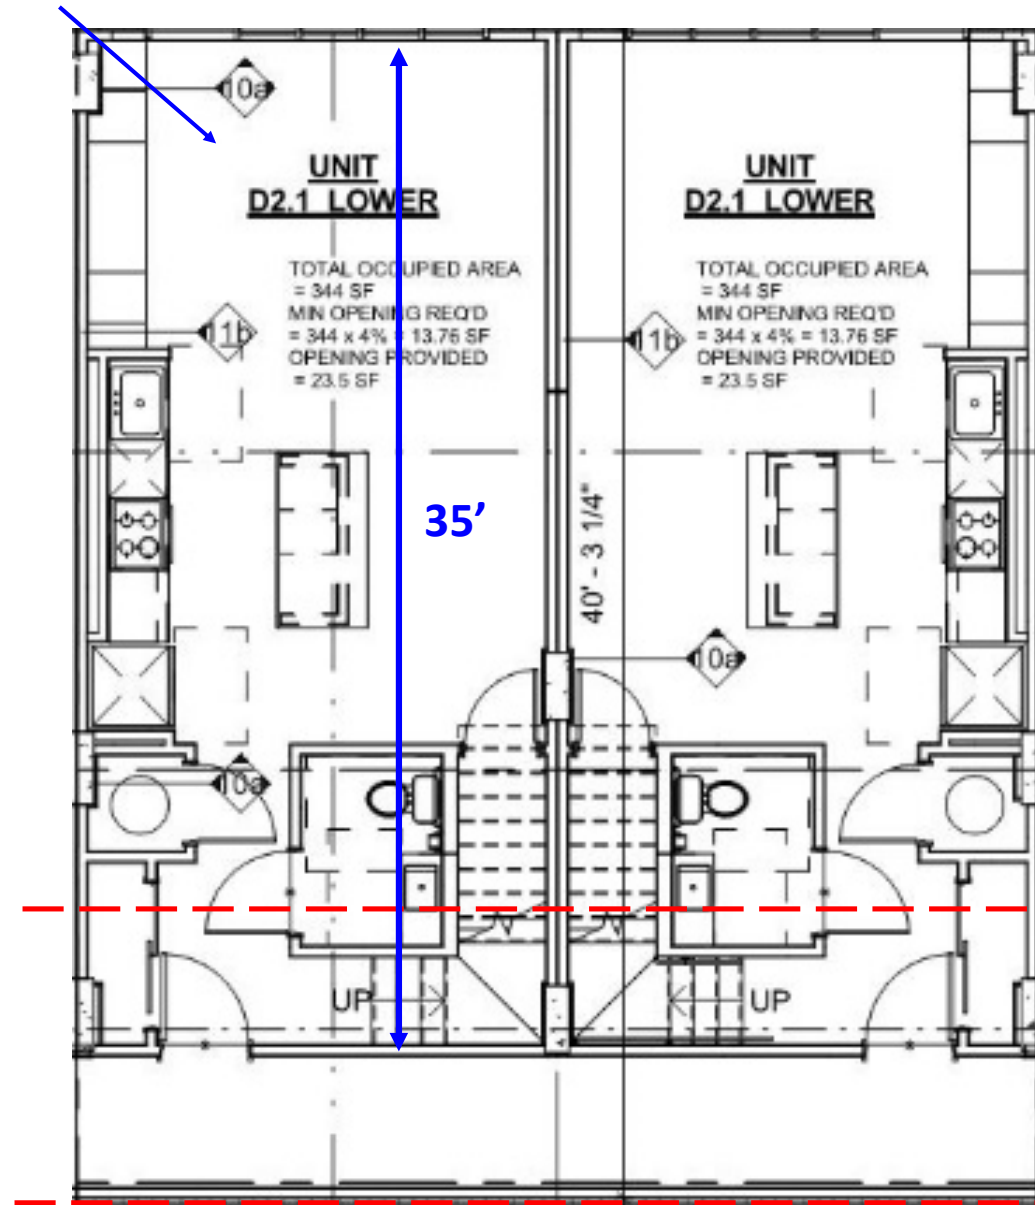 10a
UNIT
D2.1 LOWER
UNIT
D2.1 LOWER
TOTAL OCCUPIED AREA
= 344 SF
MIN OPENING REQ'D
= 344 x 4% = 13.76 SF
OPENING PROVIDED
= 23.5 SF
TOTAL OCCUPIED AREA
= 344 SF
MIN OPENING REQ'D
= 344 x 4% = 13.76 SF
OPENING PROVIDED
= 23.5 SF
11b
11b
35’
40' - 3 1/4"
10a
10a
UP
UP